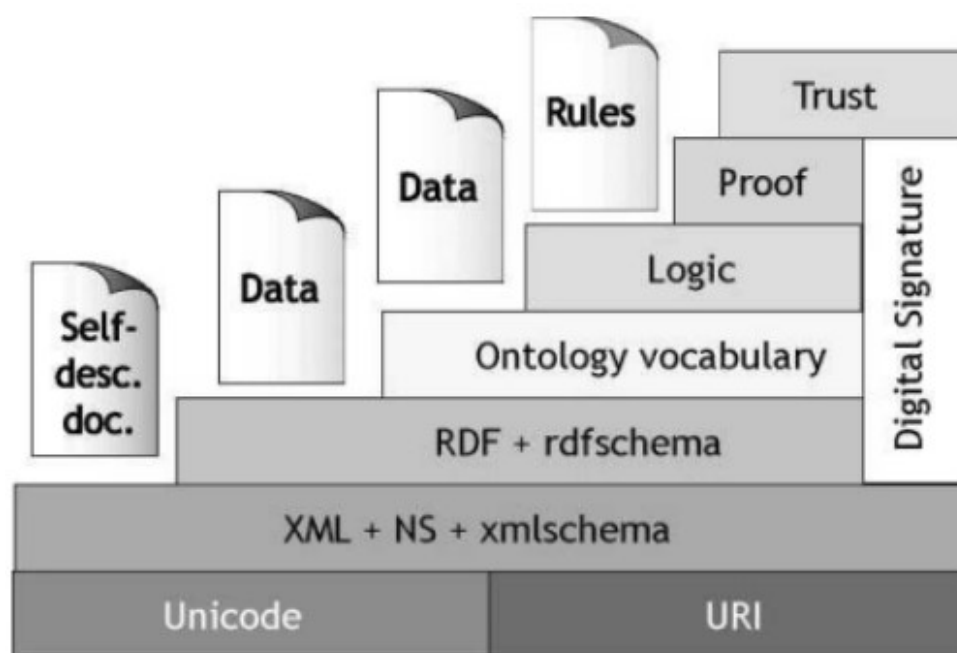 Rules
Trust
Data
Proof
Data
Logic
Self-
desc.
doc.
Ontology vocabulary
Digital Signature
RDF + rdfschema
XML + NS + xmlschema
Unicode
URI